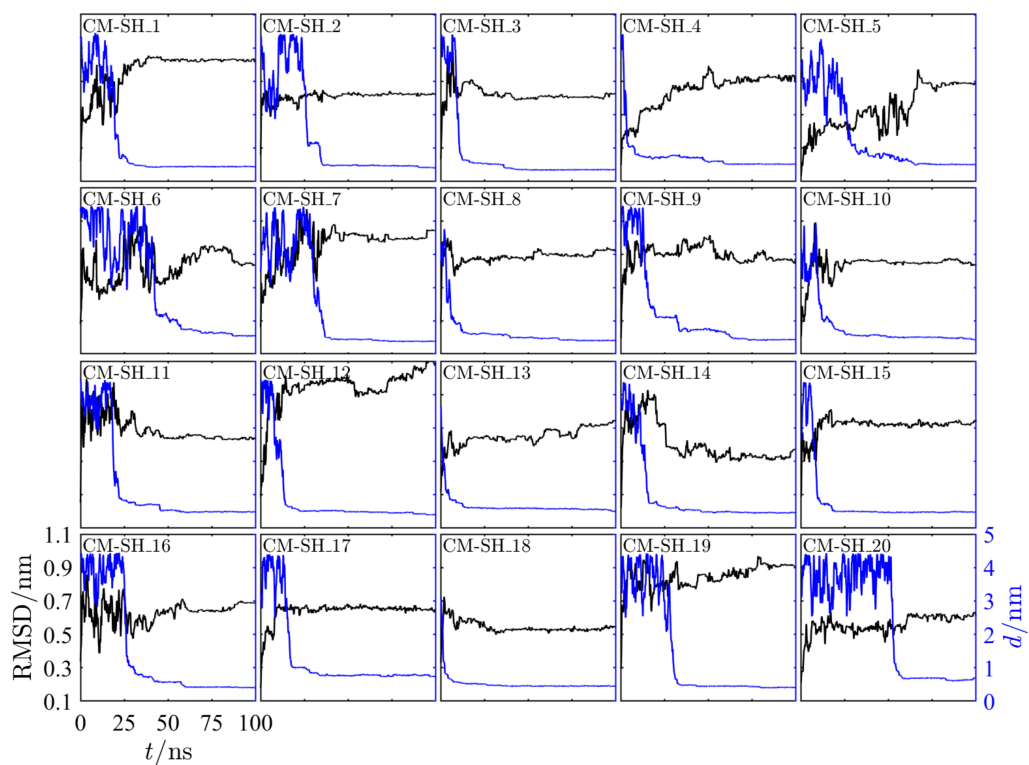 CM-SH_1 CM-SH_2 CM-SH_3 CM-SH_4 CM-SH_5
CM-SH_6 CM-SH_7 CM-SH_8 CM-SH_9 CM-SH_10
CM-SH_11 CM-SH_12 CM-SH_13 CM-SH_14 CM-SH_15
CM-SH_16 CM-SH_17 CM-SH_18 CM-SH_19 CM-SH_20
RMSD/nm
1.1
0.9
0.7
0.5
0.3
0.1
5
4
3
2
1
0
d/nm
0 25 50 75 100
t/ns